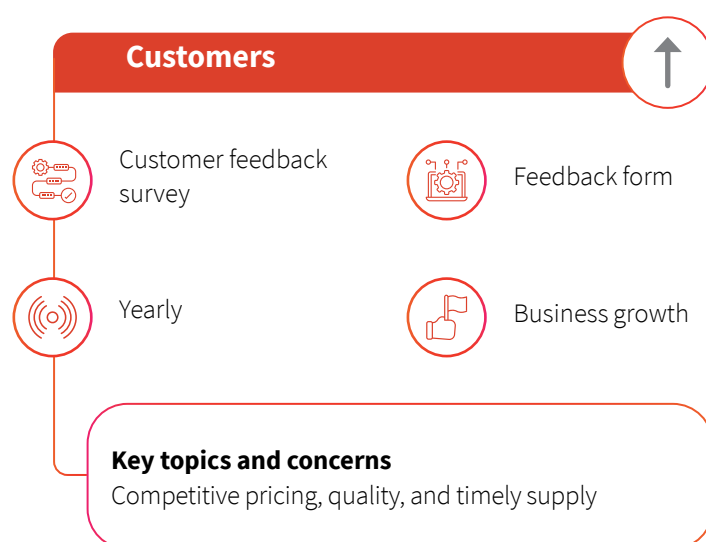 Customers
Customer feedback
survey
Feedback form
Yearly
Business growth
Key topics and concerns
Competitive pricing, quality, and timely supply